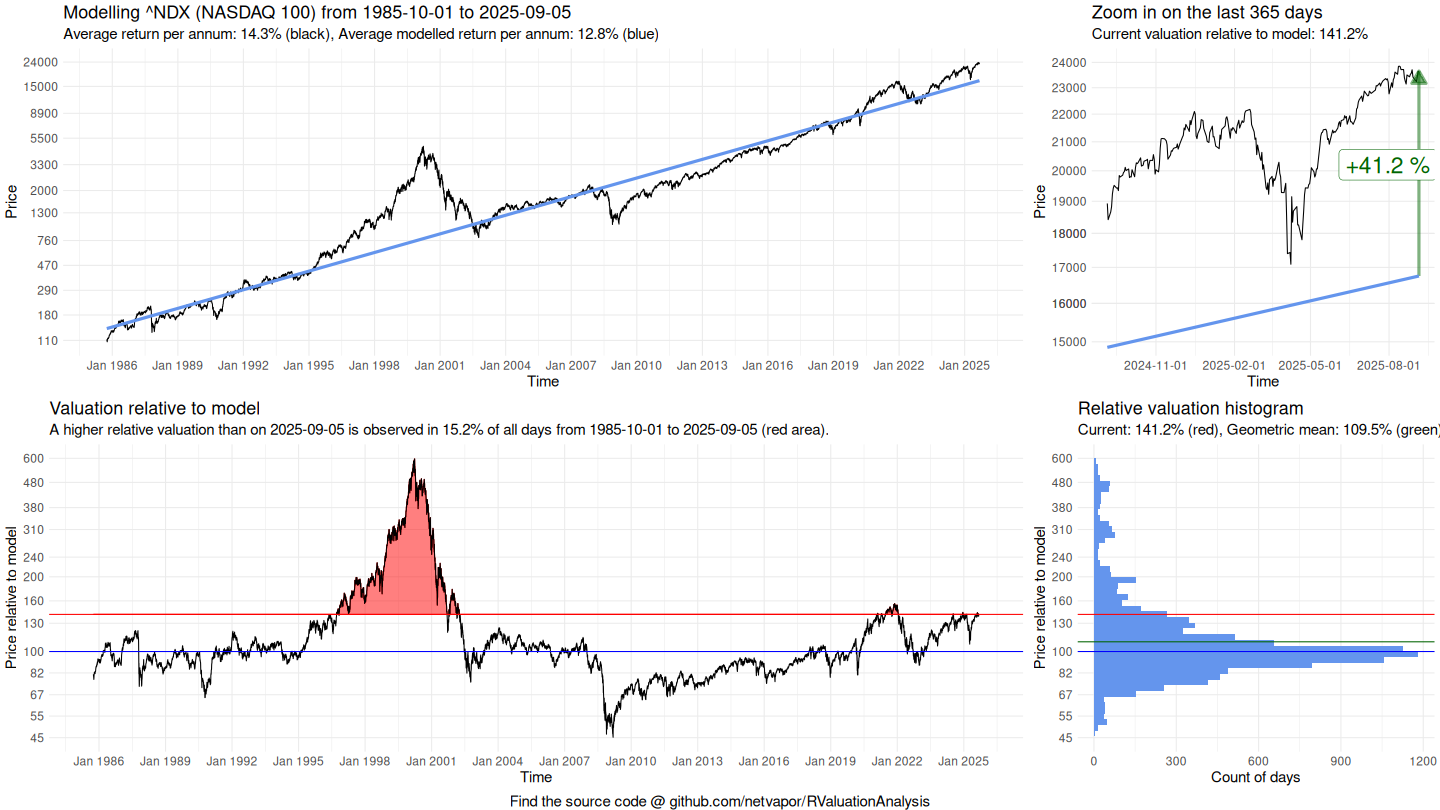 Modelling ^NDX (NASDAQ 100) from 1985-10-01 to 2025-09-05
Average return per annum: 14.3% (black), Average modelled return per annum: 12.8% (blue)
Price
24000
15000
8900
5500
3300
2000
1300
760
470
290
180
110
Jan 1986 Jan 1989 Jan 1992 Jan 1995 Jan 1998 Jan 2001 Jan 2004 Jan 2007 Jan 2010 Jan 2013 Jan 2016 Jan 2019 Jan 2022 Jan 2025
Time
Zoom in on the last 365 days
Current valuation relative to model: 141.2%
Price
24000
23000
22000
21000
20000
19000
18000
17000
16000
15000
+41.2 %
2024-11-01 2025-02-01 2025-05-01 2025-08-01
Time
Valuation relative to model
A higher relative valuation than on 2025-09-05 is observed in 15.2% of all days from 1985-10-01 to 2025-09-05 (red area).
Price relative to model
600
480
380
310
240
200
160
130
100
82
67
55
45
Jan 1986 Jan 1989 Jan 1992 Jan 1995 Jan 1998 Jan 2001 Jan 2004 Jan 2007 Jan 2010 Jan 2013 Jan 2016 Jan 2019 Jan 2022 Jan 2025
Time
Relative valuation histogram
Current: 141.2% (red), Geometric mean: 109.5% (green)
Price relative to model
600
480
380
310
240
200
160
130
100
82
67
55
45
0 300 600 900 1200
Count of days
Find the source code @ github.com/netvapor/RValuationAnalysis